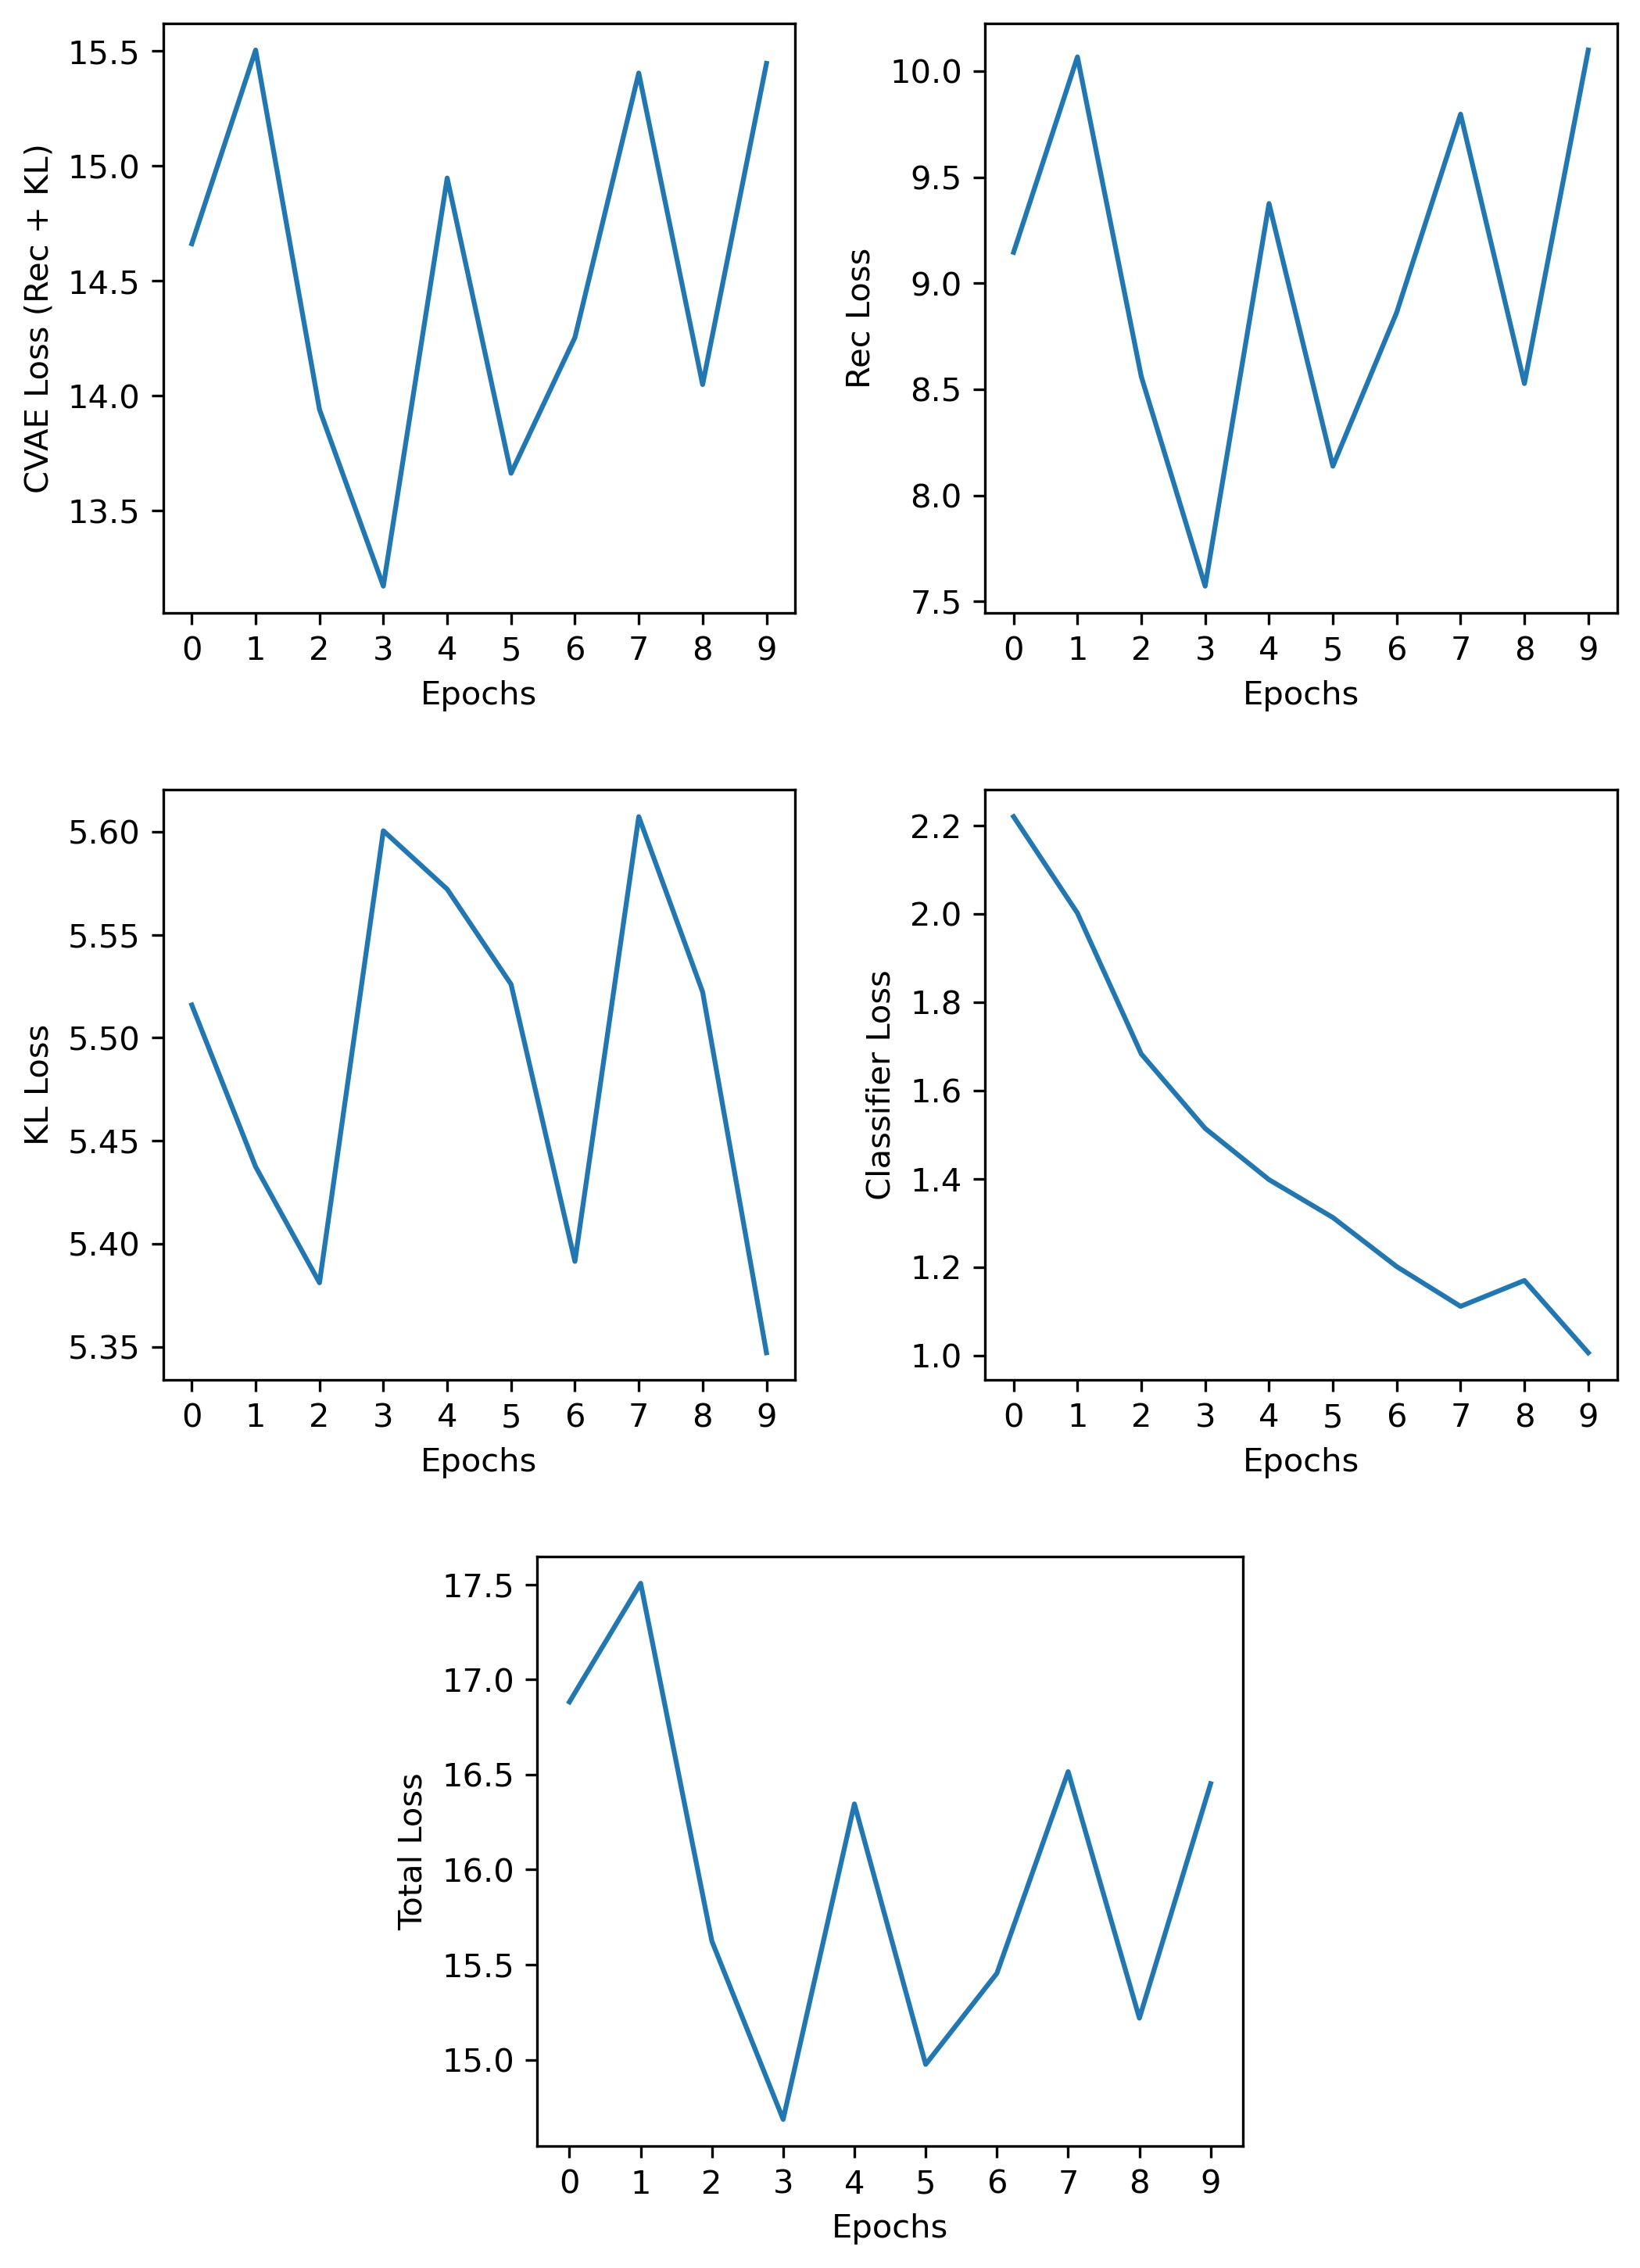 CVAE Loss (Rec + KL)
15.5
15.0
14.5
14.0
13.5
0 1 2 3 4 5 6 7 8 9
Epochs
Rec Loss
10.0
9.5
9.0
8.5
8.0
7.5
0 1 2 3 4 5 6 7 8 9
Epochs
KL Loss
5.60
5.55
5.50
5.45
5.40
5.35
0 1 2 3 4 5 6 7 8 9
Epochs
Classifier Loss
2.2
2.0
1.8
1.6
1.4
1.2
1.0
0 1 2 3 4 5 6 7 8 9
Epochs
Total Loss
17.5
17.0
16.5
16.0
15.5
15.0
0 1 2 3 4 5 6 7 8 9
Epochs